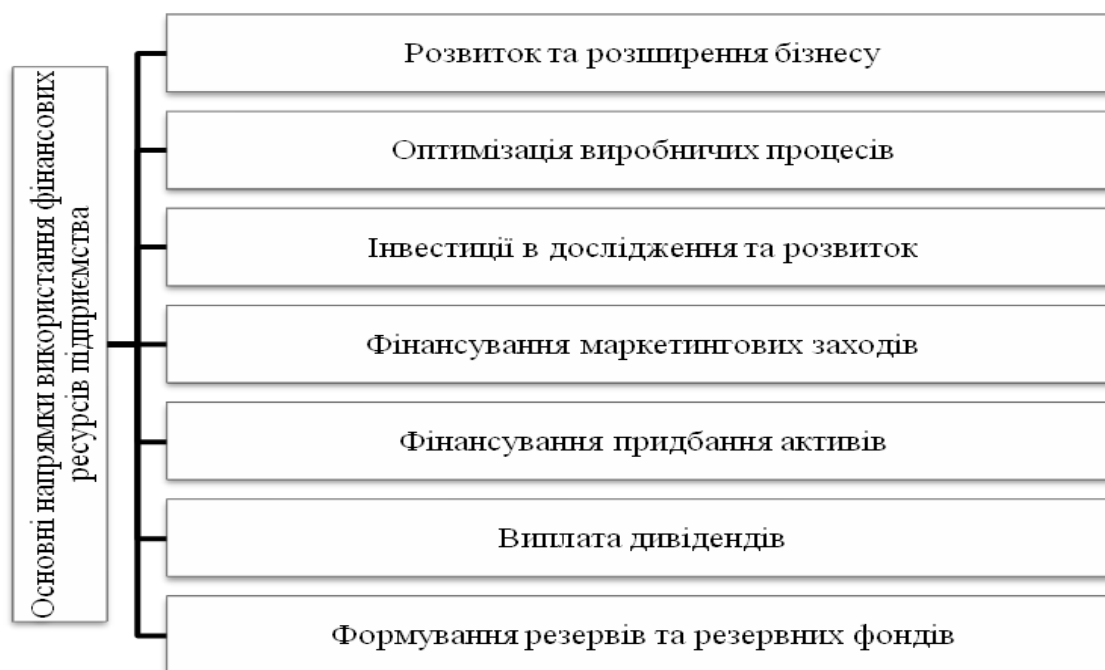 Основні напрямки використання фінансових
ресурсів підприємства
Розвиток та розширення бізнесу
Оптимізація виробничих процесів
Інвестиції в дослідження та розвиток
Фінансування маркетингових заходів
Фінансування придбання активів
Виплата дивідендів
Формування резервів та резервних фондів